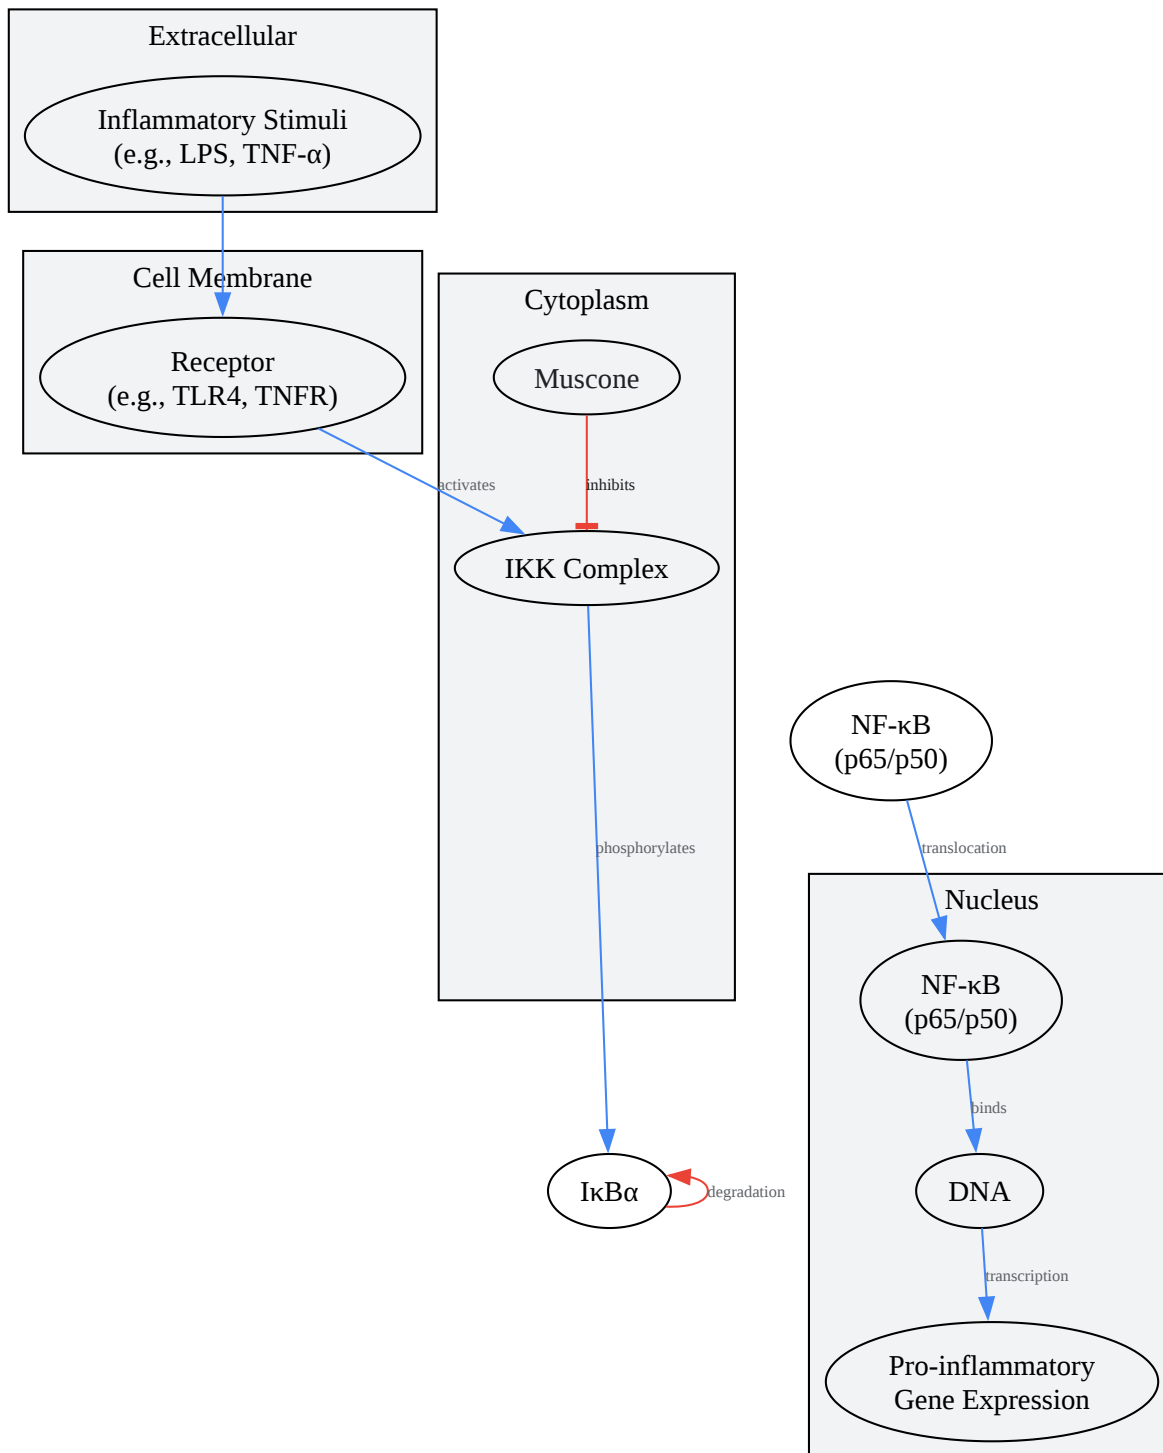 Extracellular
Inflammatory Stimuli
(e.g., LPS, TNF-α)
Cell Membrane
Receptor
(e.g., TLR4, TNFR)
Cytoplasm
Muscone
activates
inhibits
IKK Complex
NF-κB
(p65/p50)
phosphorylates
translocation
Nucleus
NF-κB
(p65/p50)
binds
IκBα
degradation
DNA
transcription
Pro-inflammatory
Gene Expression